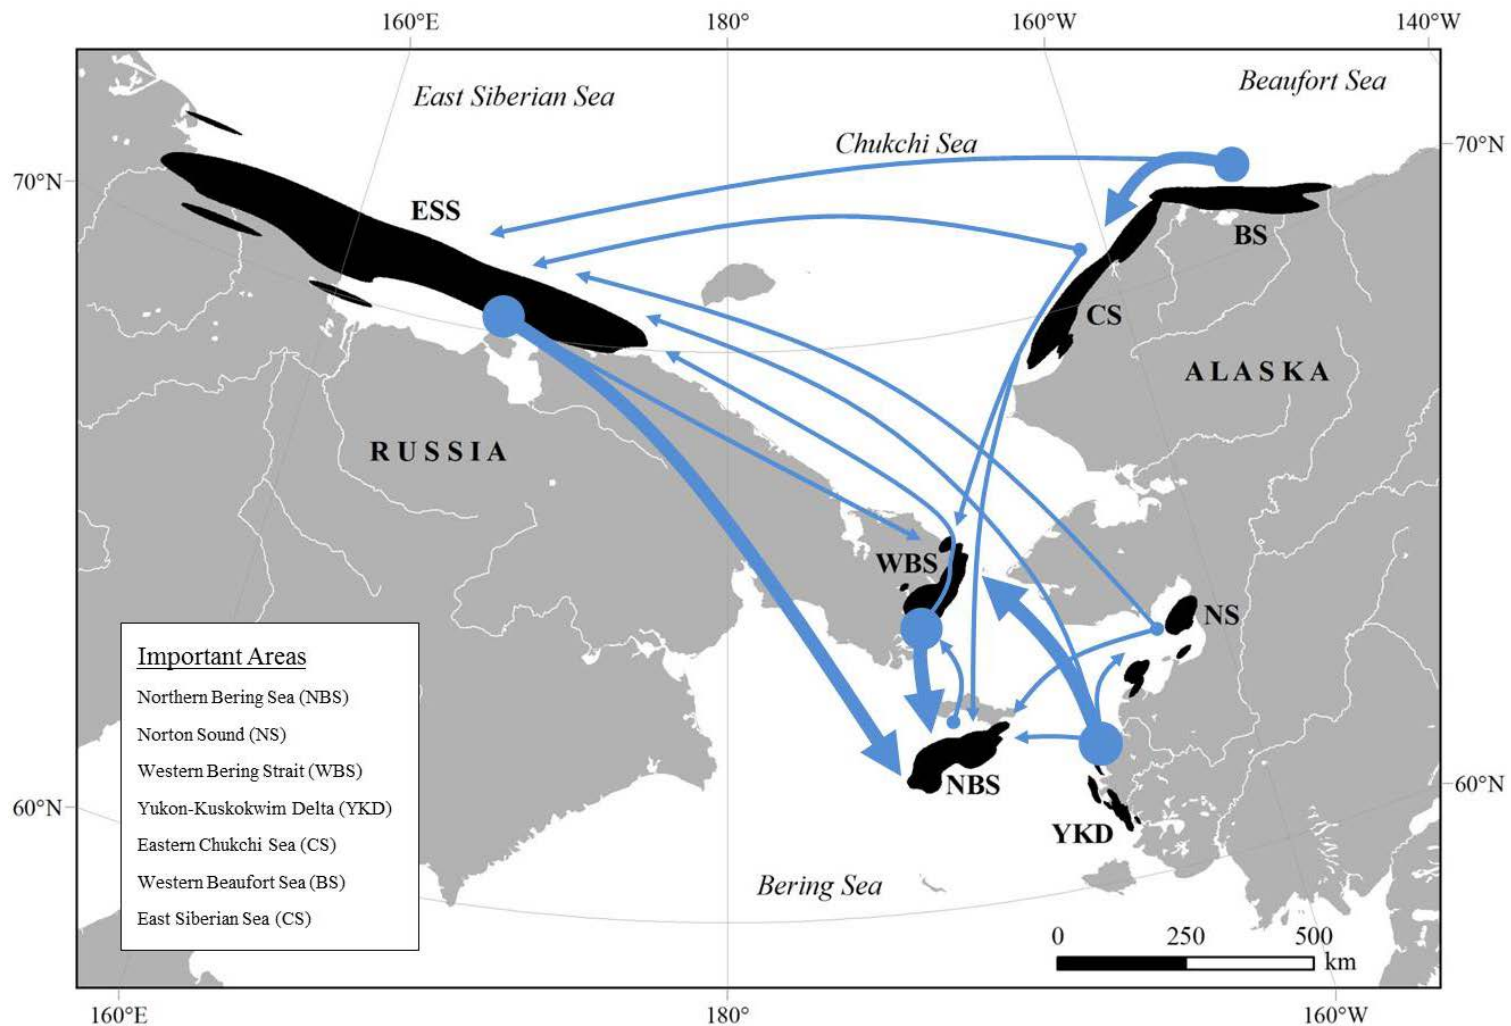 160°E
180°
160°W
140°W
East Siberian Sea
Beaufort Sea
Chukchi Sea
70°N
70°N
ESS
BS
CS
ALASKA
RUSSIA
WBS
NS
Important Areas
Northern Bering Sea (NBS)
Norton Sound (NS)
Western Bering Strait (WBS)
Yukon-Kuskokwim Delta (YKD)
Eastern Chukchi Sea (CS)
Western Beaufort Sea (BS)
East Siberian Sea (CS)
NBS
60°N
60°N
YKD
Bering Sea
0 250 500
km
160°E
180°
160°W